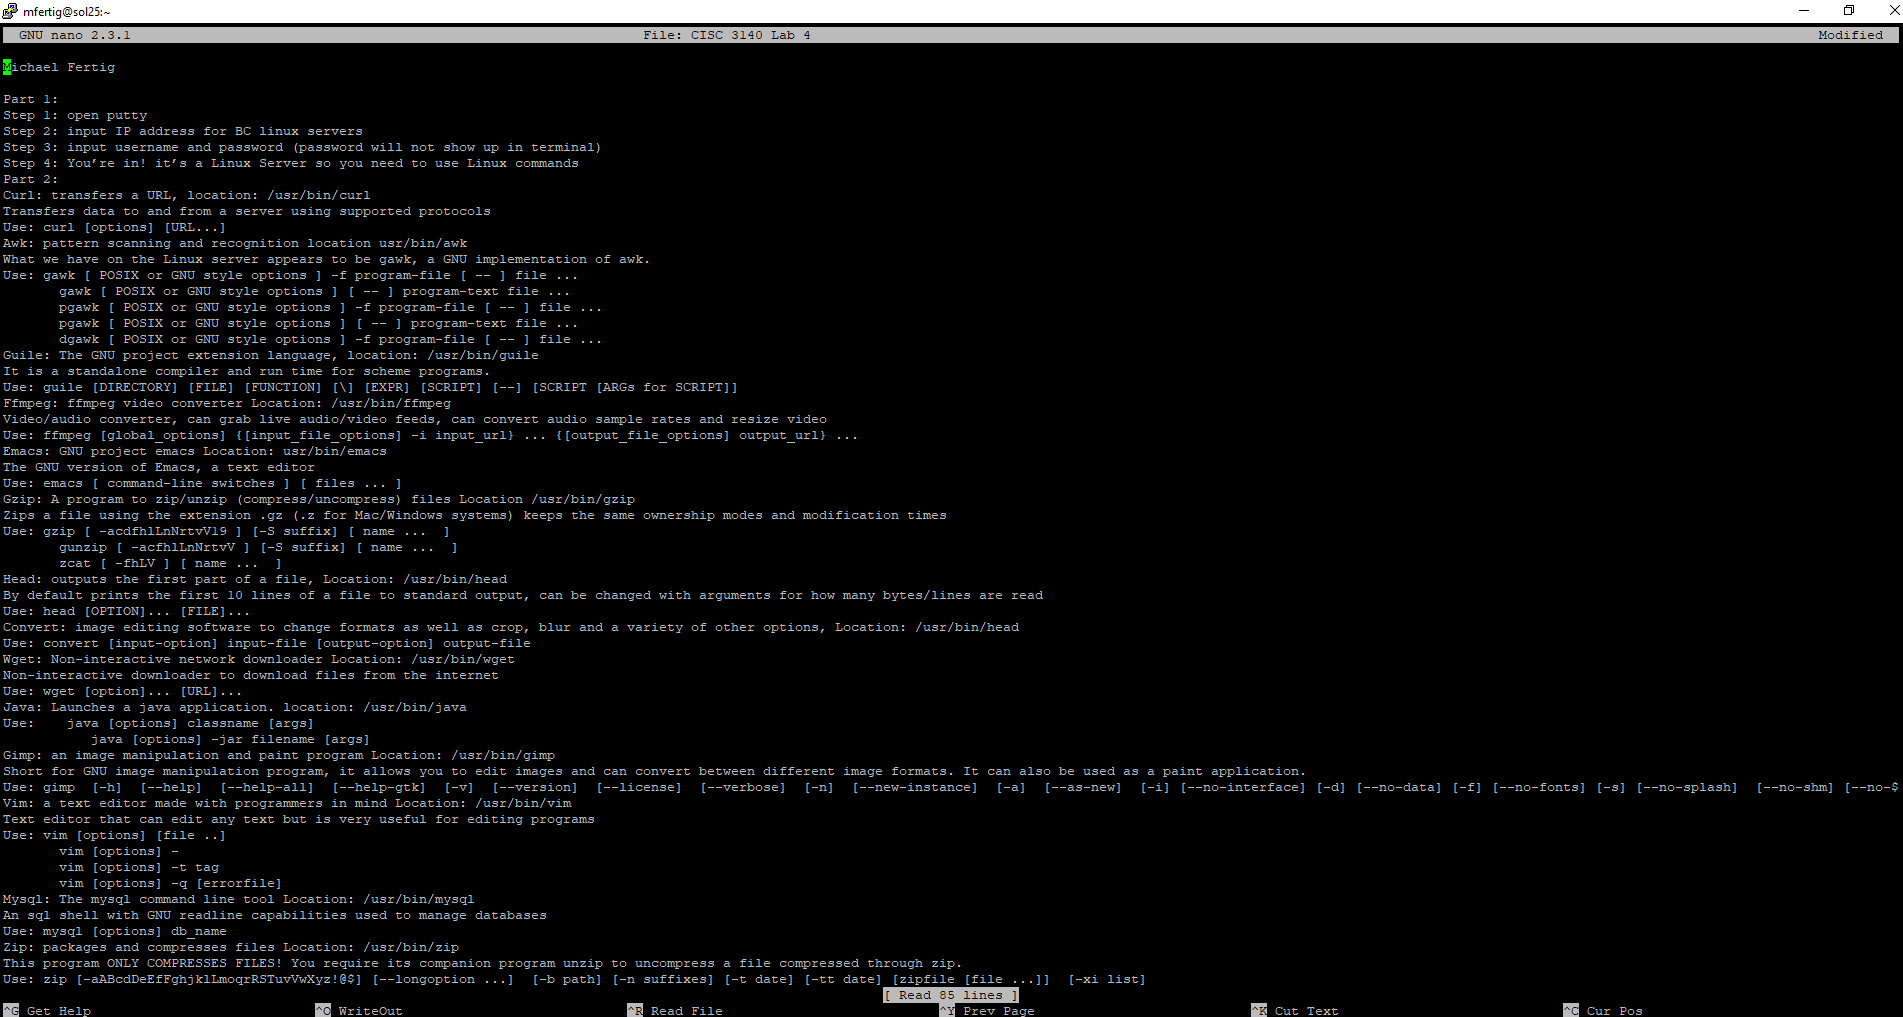 mfertig@sol25:~
GNU nano 2.3.1 File: CISC 3140 Lab 4 Modified
Michael Fertig
Part 1:
Step 1: open putty
Step 2: input IP address for BC linux servers
Step 3: input username and password (password will not show up in terminal)
Step 4: You're in! it's a Linux Server so you need to use Linux commands
Part 2:
Curl: transfers a URL, location: /usr/bin/curl
Transfers data to and from a server using supported protocols
Use: curl [options] [URL...]
Awk: pattern scanning and recognition location usr/bin/awk
What we have on the Linux server appears to be gawk, a GNU implementation of awk.
Use: gawk [ POSIX or GNU style options ] -f program-file [ -- ] file ...
gawk [ POSIX or GNU style options ] [ -- ] program-text file ...
pgawk [ POSIX or GNU style options ] -f program-file [ -- ] file ...
pgawk [ POSIX or GNU style options ] [ -- ] program-text file ...
dgawk [ POSIX or GNU style options ] -f program-file [ -- ] file ...
Guile: The GNU project extension language, location: /usr/bin/guile
It is a standalone compiler and run time for scheme programs.
Use: guile [DIRECTORY] [FILE] [FUNCTION] [\] [EXPR] [SCRIPT] [--] [SCRIPT [ARGs for SCRIPT]]
Ffmpeg: ffmpeg video converter Location: /usr/bin/ffmpeg
Video/audio converter, can grab live audio/video feeds, can convert audio sample rates and resize video
Use: ffmpeg [global_options] {[input_file_options] -i input_url} ... {[output_file_options] output_url} ...
Emacs: GNU project emacs Location: usr/bin/emacs
The GNU version of Emacs, a text editor
Use: emacs [ command-line switches ] [ files ... ]
Gzip: A program to zip/unzip (compress/uncompress) files Location /usr/bin/gzip
Zips a file using the extension .gz (.z for Mac/Windows systems) keeps the same ownership modes and modification times
Use: gzip [ -acdfhlLnNrtvV19 ] [-S suffix] [ name ...  ]
gunzip [ -acfhlLnNrtvV ] [-S suffix] [ name ...  ]
zcat [ -fhLV ] [ name ...  ]
Head: outputs the first part of a file, Location: /usr/bin/head
By default prints the first 10 lines of a file to standard output, can be changed with arguments for how many bytes/lines are read
Use: head [OPTION]... [FILE]...
Convert: image editing software to change formats as well as crop, blur and a variety of other options, Location: /usr/bin/head
Use: convert [input-option] input-file [output-option] output-file
Wget: Non-interactive network downloader Location: /usr/bin/wget
Non-interactive downloader to download files from the internet
Use: wget [option]... [URL]...
Java: Launches a java application. location: /usr/bin/java
Use:    java [options] classname [args]
java [options] -jar filename [args]
Gimp: an image manipulation and paint program Location: /usr/bin/gimp
Short for GNU image manipulation program, it allows you to edit images and can convert between different image formats. It can also be used as a paint application.
Use: gimp  [-h]  [--help]  [--help-all]  [--help-gtk]  [-v]  [--version]  [--license]  [--verbose]  [-n]  [--new-instance]  [-a]  [--as-new]  [-i] [--no-interface] [-d] [--no-data] [-f] [--no-fonts] [-s] [--no-splash]  [--no-shm] [--no-$
Vim: a text editor made with programmers in mind Location: /usr/bin/vim
Text editor that can edit any text but is very useful for editing programs
Use: vim [options] [file ..]
vim [options] -
vim [options] -t tag
vim [options] -q [errorfile]
Mysql: The mysql command line tool Location: /usr/bin/mysql
An sql shell with GNU readline capabilities used to manage databases
Use: mysql [options] db_name
Zip: packages and compresses files Location: /usr/bin/zip
This program ONLY COMPRESSES FILES! You require its companion program unzip to uncompress a file compressed through zip.
Use: zip [-aABcdDeEfFghjklLmoqrRSTuvVwXyz!@$] [--longoption ...]  [-b path] [-n suffixes] [-t date] [-tt date] [zipfile [file ...]]  [-xi list]
[ Read 85 lines ]
^G Get Help ^O WriteOut ^R Read File ^Y Prev Page ^K Cut Text ^C Cur Pos